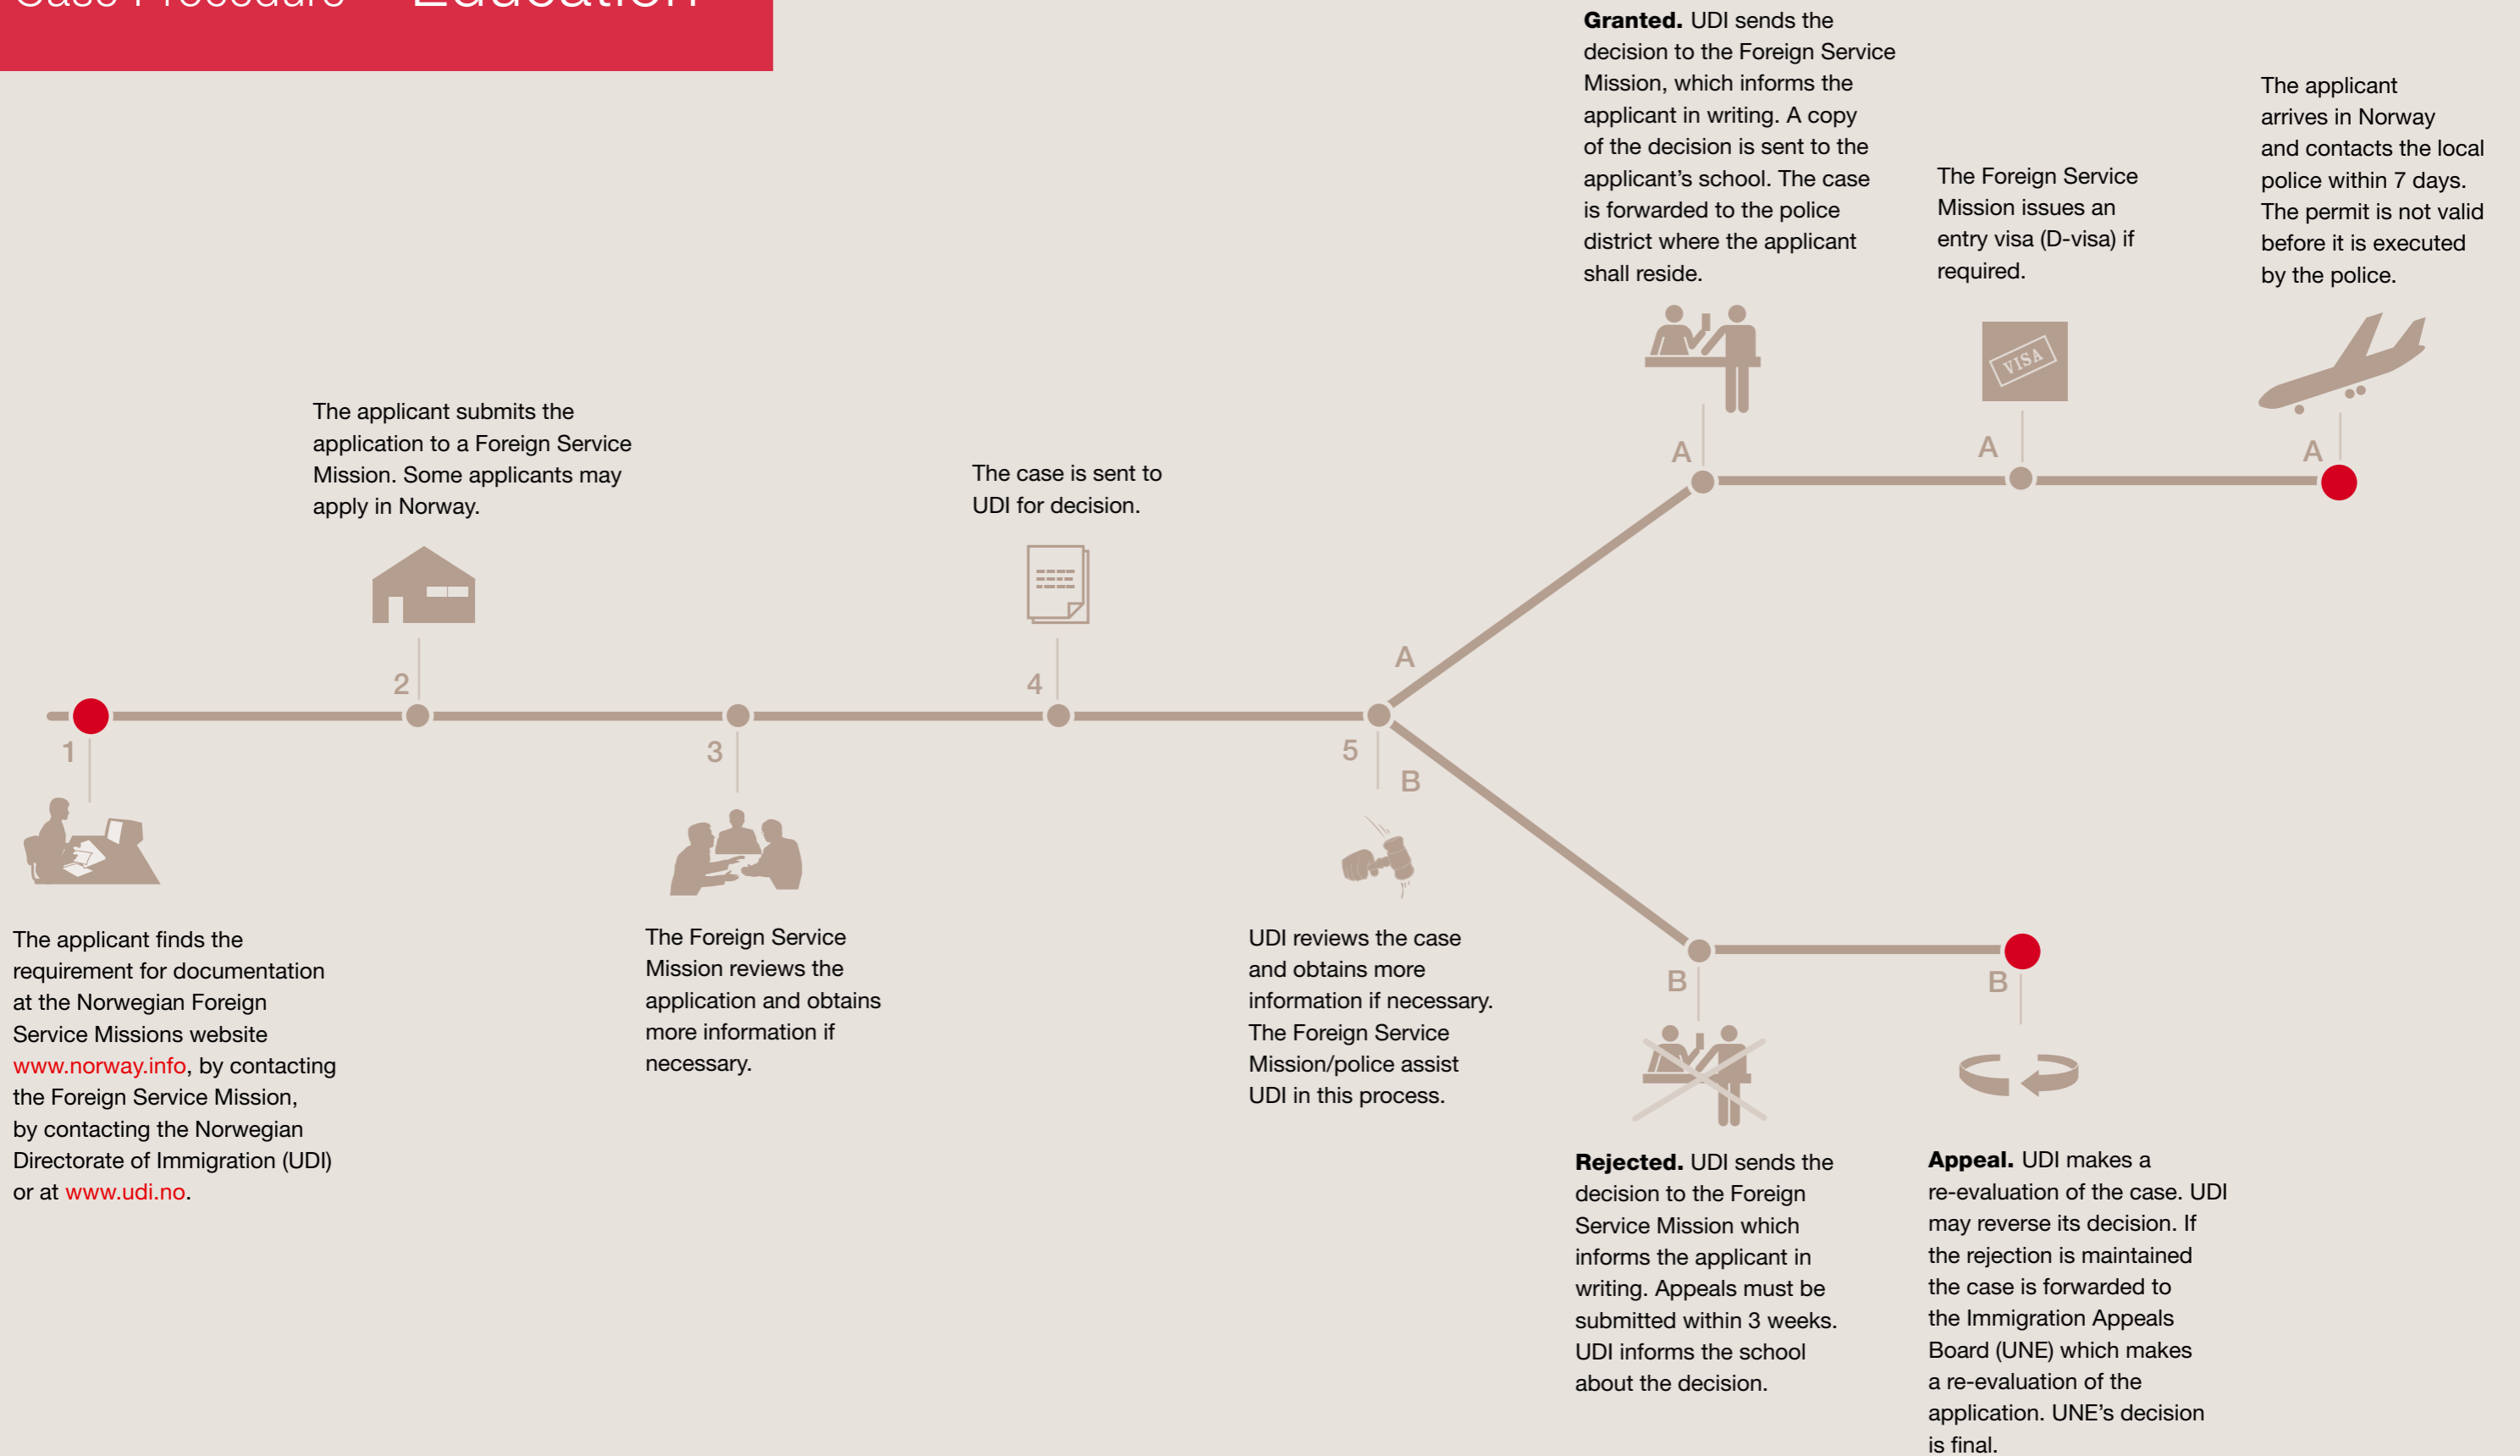 Case Procedure – Education
The applicant finds the
requirement for documentation
at the Norwegian Foreign
Service Missions website
www.norway.info, by contacting
the Foreign Service Mission,
by contacting the Norwegian
Directorate of Immigration (UDI)
or at www.udi.no.
1
The applicant submits the
application to a Foreign Service
Mission. Some applicants may
apply in Norway.
2
3
The Foreign Service
Mission reviews the
application and obtains
more information if
necessary.
The case is sent to
UDI for decision.
4
5
UDI reviews the case
and obtains more
information if necessary.
The Foreign Service
Mission/police assist
UDI in this process.
A
Granted. UDI sends the
decision to the Foreign Service
Mission, which informs the
applicant in writing. A copy
of the decision is sent to the
applicant’s school. The case
is forwarded to the police
district where the applicant
shall reside.
A
The Foreign Service
Mission issues an
entry visa (D-visa) if
required.
VISA
A
The applicant
arrives in Norway
and contacts the local
police within 7 days.
The permit is not valid
before it is executed
by the police.
A
B
B
Rejected. UDI sends the
decision to the Foreign
Service Mission which
informs the applicant in
writing. Appeals must be
submitted within 3 weeks.
UDI informs the school
about the decision.
B
Appeal. UDI makes a
re-evaluation of the case. UDI
may reverse its decision. If
the rejection is maintained
the case is forwarded to
the Immigration Appeals
Board (UNE) which makes
a re-evaluation of the
application. UNE’s decision
is final.